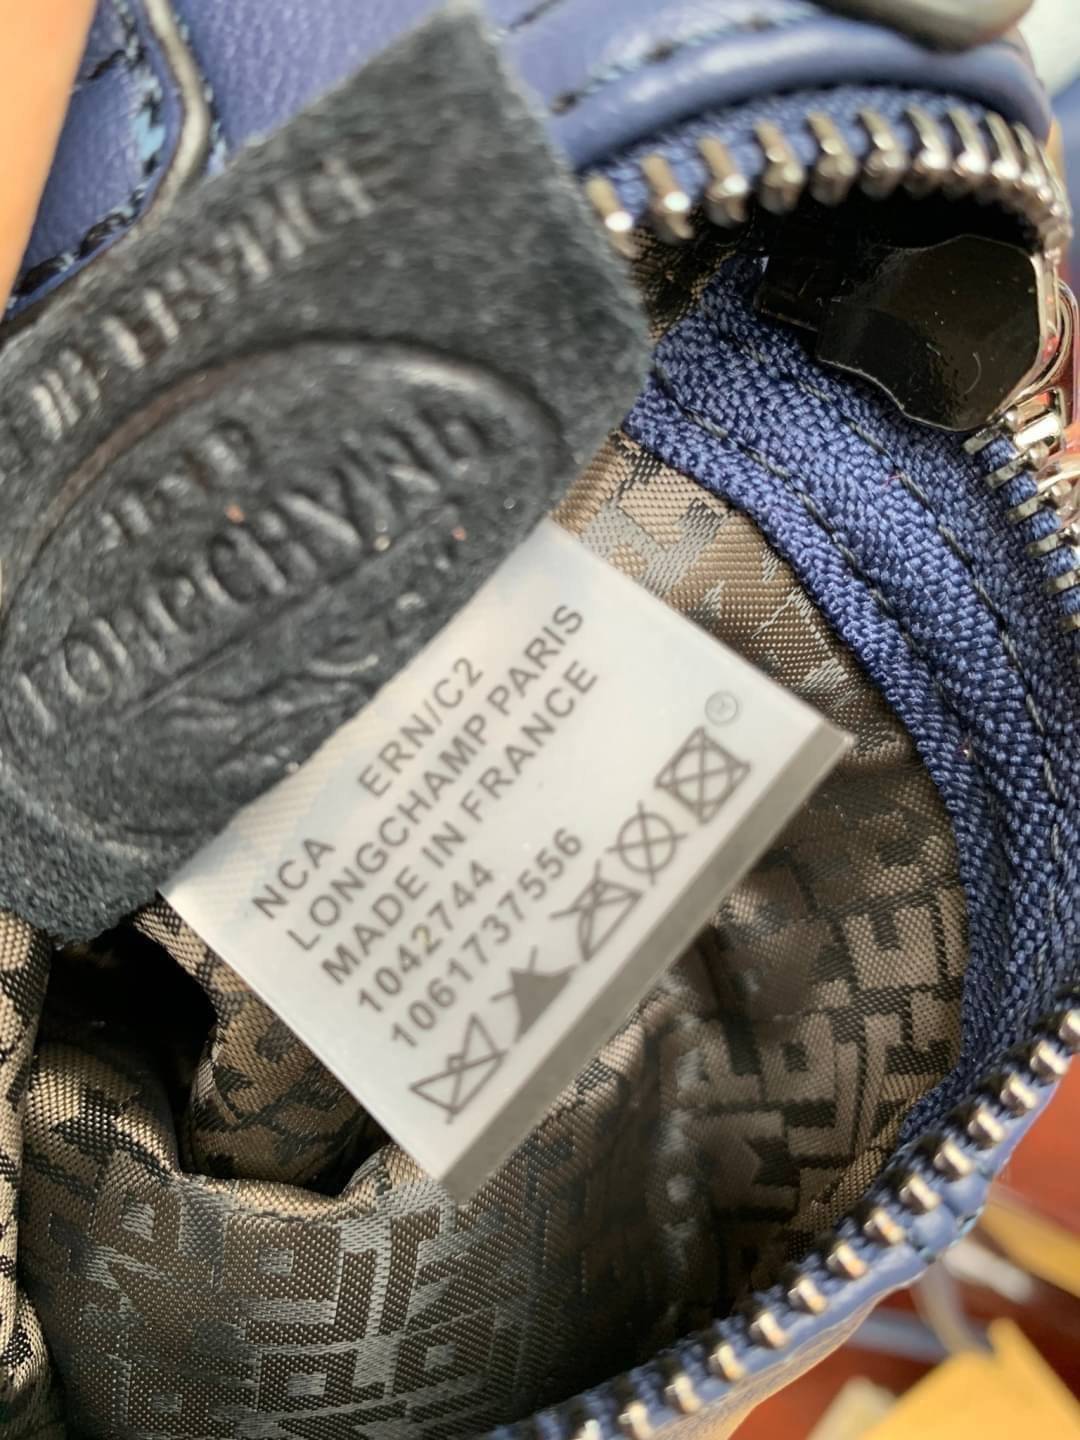 LONGCHAMP
NCA ERN/C2
LONGCHAMP PARIS
MADE IN FRANCE
1042744
1061737556